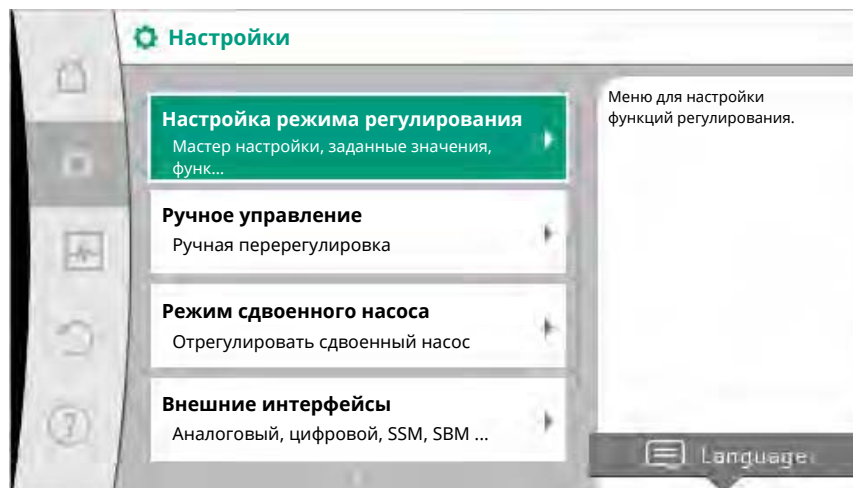 Настройки
Настройка режима регулирования
Мастер настройки, заданные значения,
функ...
Ручное управление
Ручная перерегулировка
Режим сдвоенного насоса
Отрегулировать сдвоенный насос
Внешние интерфейсы
Аналоговый, цифровой, SSM, SBM ...
Меню для настройки
функций регулирования.
Language